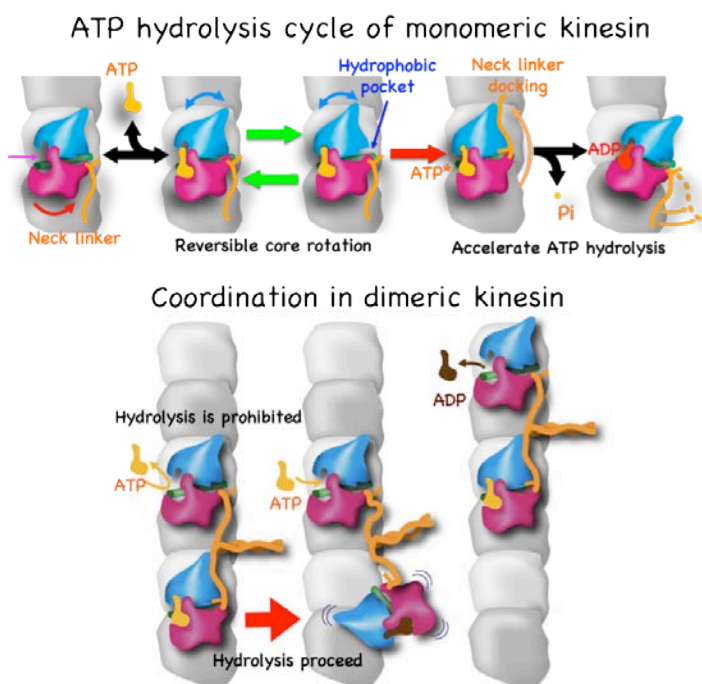 ATP hydrolysis cycle of monomeric kinesin
ATP
Hydrophobic
pocket
Neck linker
docking
ATP*
ADP
Pi
Neck linker
Reversible core rotation
Accelerate ATP hydrolysis
Coordination in dimeric kinesin
Hydrolysis is prohibited
ATP
ATP
ADP
Hydrolysis proceed